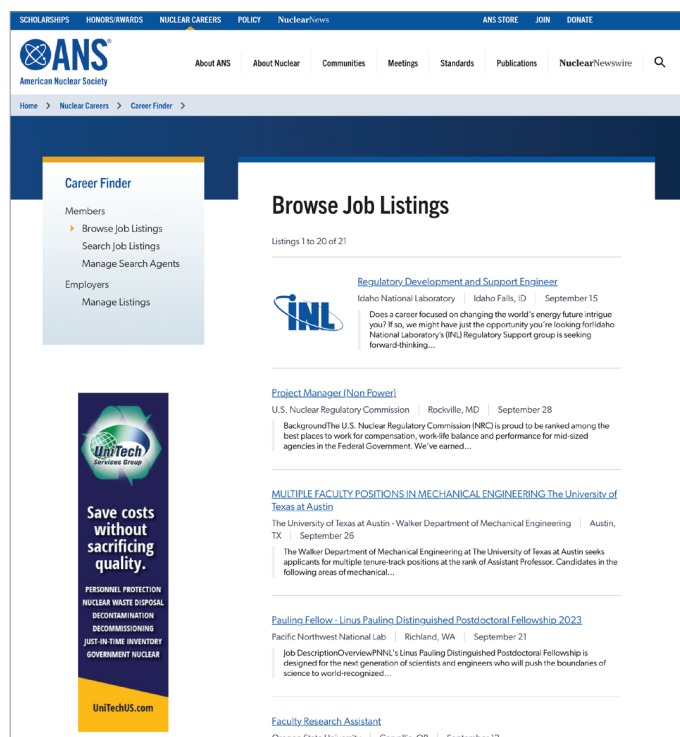 SCHOLARSHIPS HONORS/AWARDS NUCLEAR CAREERS POLICY NuclearNews ANS STORE JOIN DONATE
ANS®
American Nuclear Society
About ANS About Nuclear Communities Meetings Standards Publications NuclearNewswire
Home > Nuclear Careers > Career Finder >
Career Finder
Members
Browse Job Listings
Search Job Listings
Manage Search Agents
Employers
Manage Listings
UniTech
Services Group
Save costs
without
sacrificing
quality.
PERSONNEL PROTECTION
NUCLEAR WASTE DISPOSAL
DECONTAMINATION
DECOMMISSIONING
JUST-IN-TIME INVENTORY
GOVERNMENT NUCLEAR
UniTechUS.com
Browse Job Listings
Listings 1 to 20 of 21
INL
Regulatory Development and Support Engineer
Idaho National Laboratory | Idaho Falls, ID | September 15
Does a career focused on changing the world's energy future intrigue
you? If so, we might have just the opportunity you're looking for!Idaho
National Laboratory's (INL) Regulatory Support group is seeking
forward-thinking...
Project Manager (Non Power)
U.S. Nuclear Regulatory Commission | Rockville, MD | September 28
BackgroundThe U.S. Nuclear Regulatory Commission (NRC) is proud to be ranked among the
best places to work for compensation, work-life balance and performance for mid-sized
agencies in the Federal Government. We've earned...
MULTIPLE FACULTY POSITIONS IN MECHANICAL ENGINEERING The University of
Texas at Austin
The University of Texas at Austin - Walker Department of Mechanical Engineering | Austin,
TX | September 26
The Walker Department of Mechanical Engineering at The University of Texas at Austin seeks
applicants for multiple tenure-track positions at the rank of Assistant Professor. Candidates in the
following areas of mechanical...
Pauling Fellow - Linus Pauling Distinguished Postdoctoral Fellowship 2023
Pacific Northwest National Lab | Richland, WA | September 21
Job DescriptionOverviewPNNL's Linus Pauling Distinguished Postdoctoral Fellowship is
designed for the next generation of scientists and engineers who will push the boundaries of
science to world-recognized...
Faculty Research Assistant